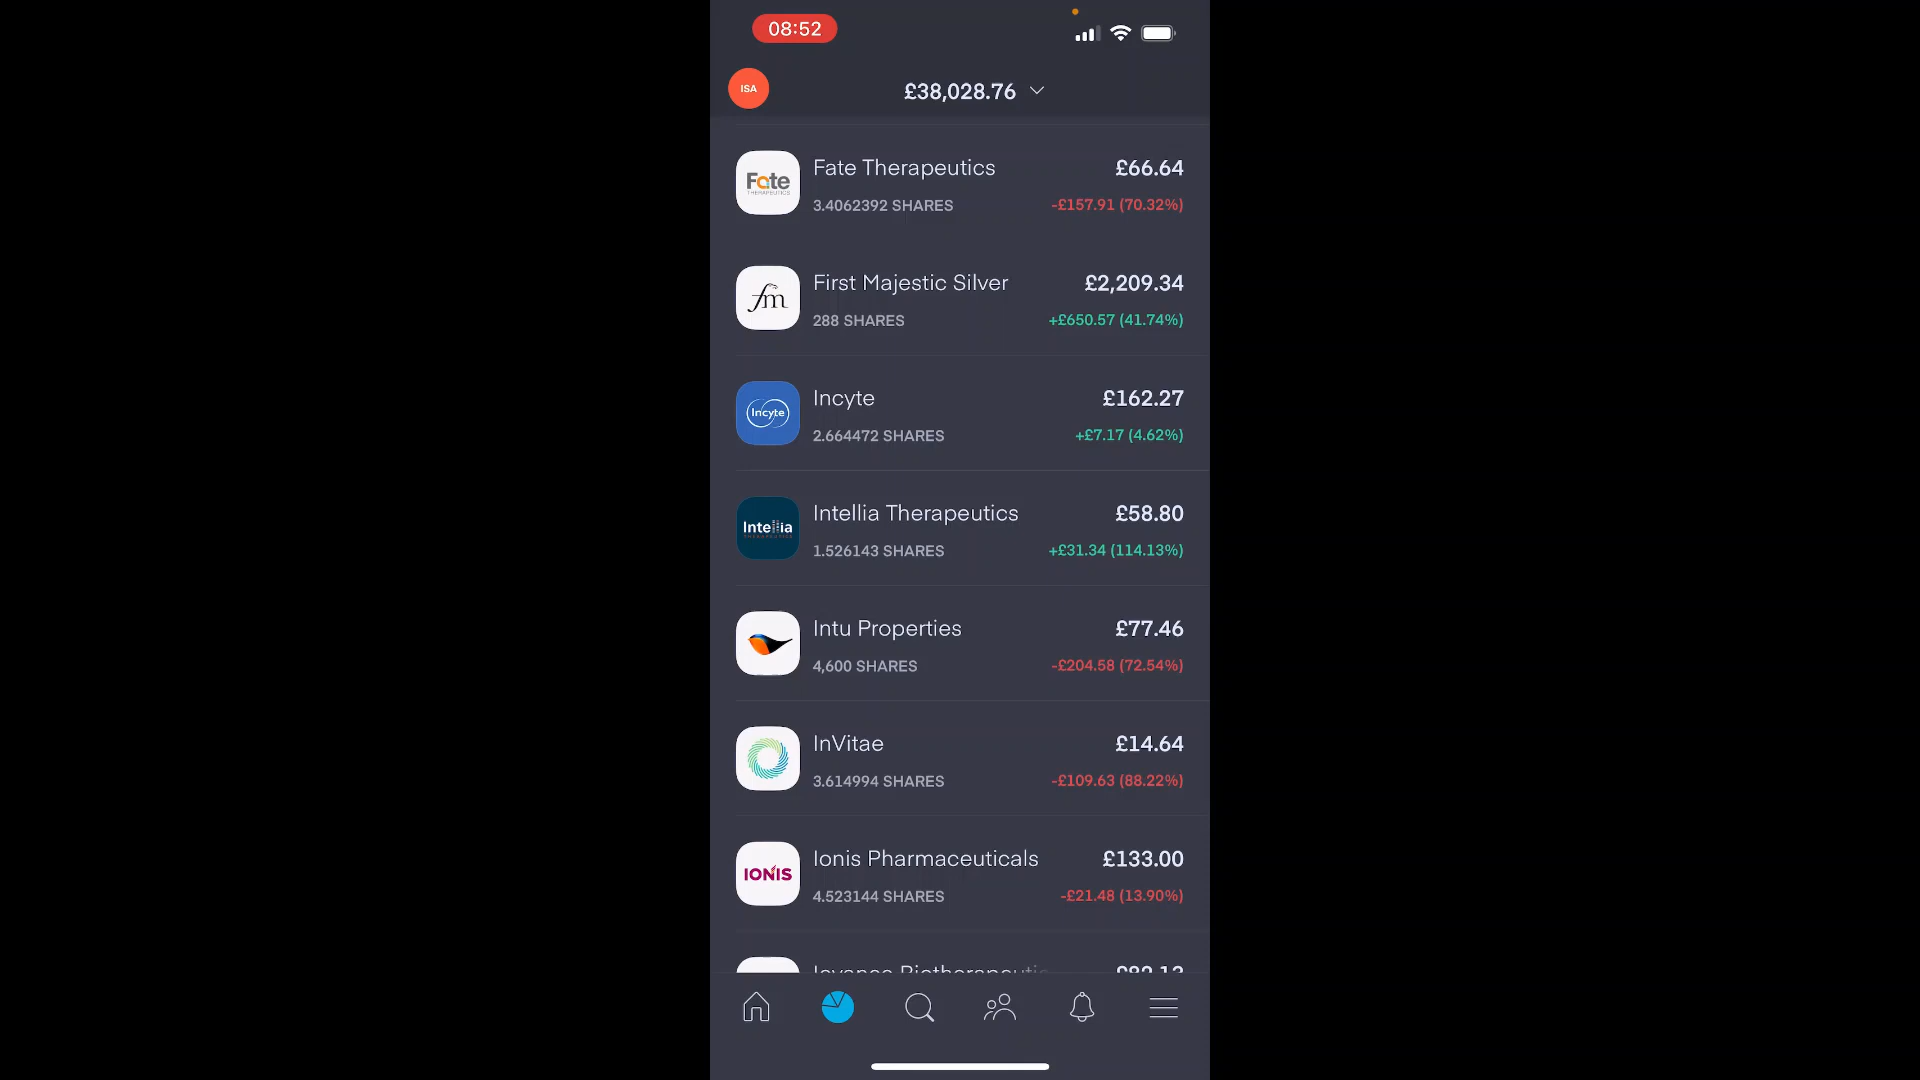 08:52
ISA
£38,028.76
Fate
THERAPEUTICS
Fate Therapeutics
£66.64
3.4062392 SHARES
-£157.91 (70.32%)
fm
First Majestic Silver
£2,209.34
288 SHARES
+£650.57 (41.74%)
Incyte
Incyte
£162.27
2.664472 SHARES
+£7.17 (4.62%)
Intellia
THERAPEUTICS
Intellia Therapeutics
£58.80
1.526143 SHARES
+£31.34 (114.13%)
Intu Properties
£77.46
4,600 SHARES
-£204.58 (72.54%)
InVitae
£14.64
3.614994 SHARES
-£109.63 (88.22%)
IONIS
Ionis Pharmaceuticals
£133.00
4.523144 SHARES
-£21.48 (13.90%)